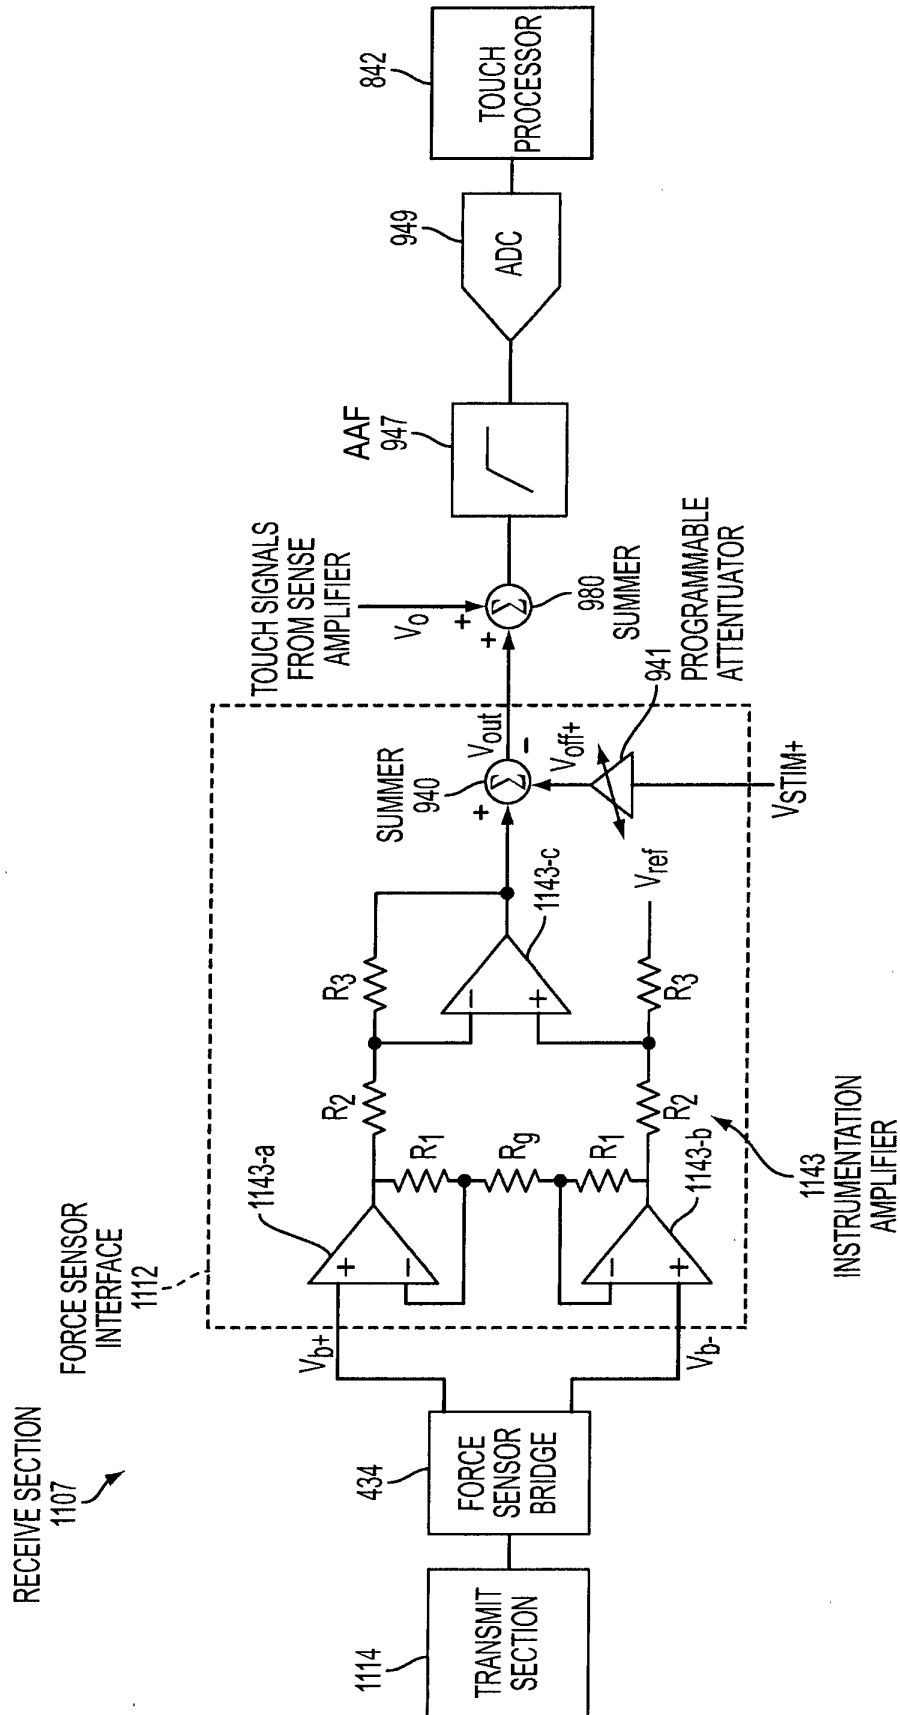 RECEIVE SECTION
1107
FORCE SENSOR
INTERFACE
1112
1114
TRANSMIT
SECTION
434
FORCE
SENSOR
BRIDGE
Vb+
Vb-
1143-a
+
−
R1
Rg
R1
−
+
1143-b
R2
R2
R3
R3
−
+
1143-c
Vref
1143
INSTRUMENTATION
AMPLIFIER
SUMMER
940
+
Σ
-
Vout
Voff+
941
PROGRAMMABLE
ATTENTUATOR
VSTIM+
TOUCH SIGNALS
FROM SENSE
AMPLIFIER
Vo
+
+
Σ
980
SUMMER
AAF
947
949
ADC
842
TOUCH
PROCESSOR